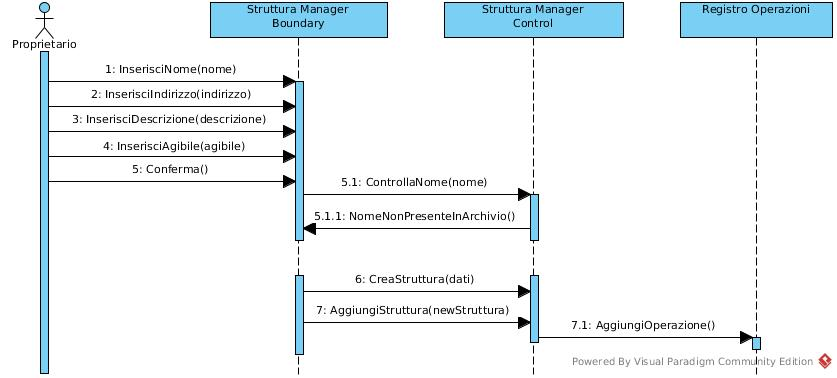 Proprietario
Struttura Manager
Boundary
Struttura Manager
Control
Registro Operazioni
1: InserisciNome(nome)
2: InserisciIndirizzo(indirizzo)
3: InserisciDescrizione(descrizione)
4: InserisciAgibile(agibile)
5: Conferma()
5.1: ControllaNome(nome)
5.1.1: NomeNonPresenteInArchivio()
6: CreaStruttura(dati)
7: AggiungiStruttura(newStruttura)
7.1: AggiungiOperazione()
Powered By Visual Paradigm Community Edition